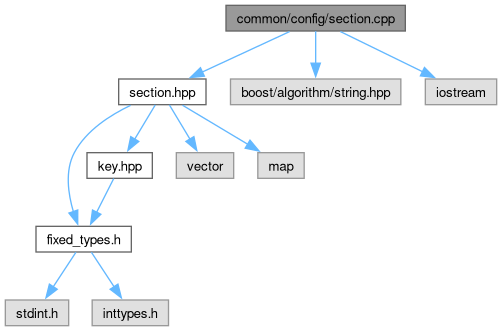 common/config/section.cpp
section.hpp
boost/algorithm/string.hpp
iostream
key.hpp
vector
map
fixed_types.h
stdint.h
inttypes.h